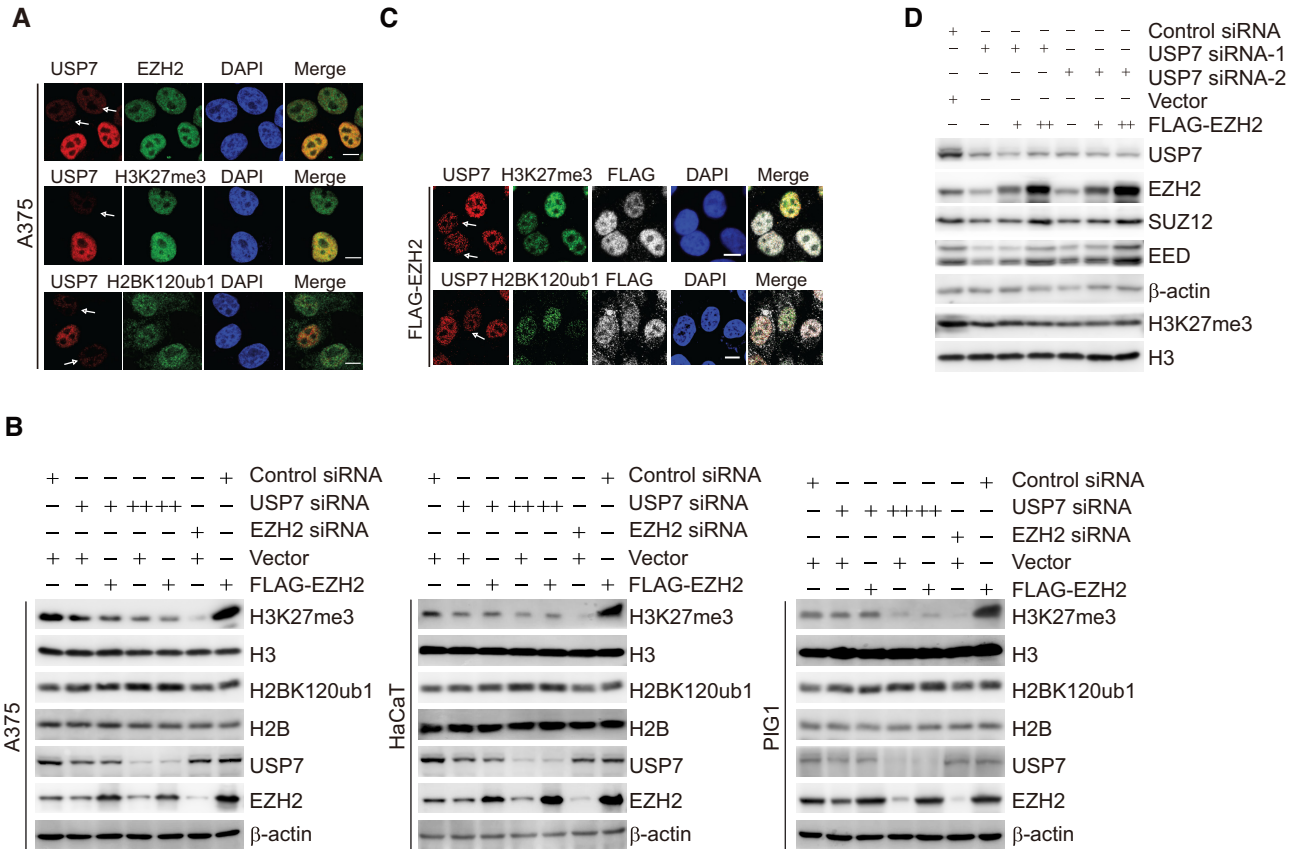 A
USP7 EZH2 DAPI Merge
USP7 H3K27me3 DAPI Merge
USP7 H2BK120ub1 DAPI Merge
A375
C
USP7 H3K27me3 FLAG DAPI Merge
USP7 H2BK120ub1 FLAG DAPI Merge
FLAG-EZH2
D
+ − − − − − − Control siRNA
− + + + − − − USP7 siRNA-1
− − − − + + + USP7 siRNA-2
+ − − − − − − Vector
− − + ++ − + ++ FLAG-EZH2
USP7
EZH2
SUZ12
EED
β-actin
H3K27me3
H3
B
+ − − − − − + Control siRNA
− + + ++ ++ − − USP7 siRNA
− − − − − + − EZH2 siRNA
+ + − + − + − Vector
− − + − + − + FLAG-EZH2
H3K27me3
H3
H2BK120ub1
H2B
USP7
EZH2
β-actin
A375
+ − − − − − + Control siRNA
− + + ++ ++ − − USP7 siRNA
− − − − − + − EZH2 siRNA
+ + − + − + − Vector
− − + − + − + FLAG-EZH2
H3K27me3
H3
H2BK120ub1
H2B
USP7
EZH2
β-actin
HaCaT
+ − − − − − + Control siRNA
− + + ++ ++ − − USP7 siRNA
− − − − − + − EZH2 siRNA
+ + − + − + − Vector
− − + − + − + FLAG-EZH2
H3K27me3
H3
H2BK120ub1
H2B
USP7
EZH2
β-actin
PIG1